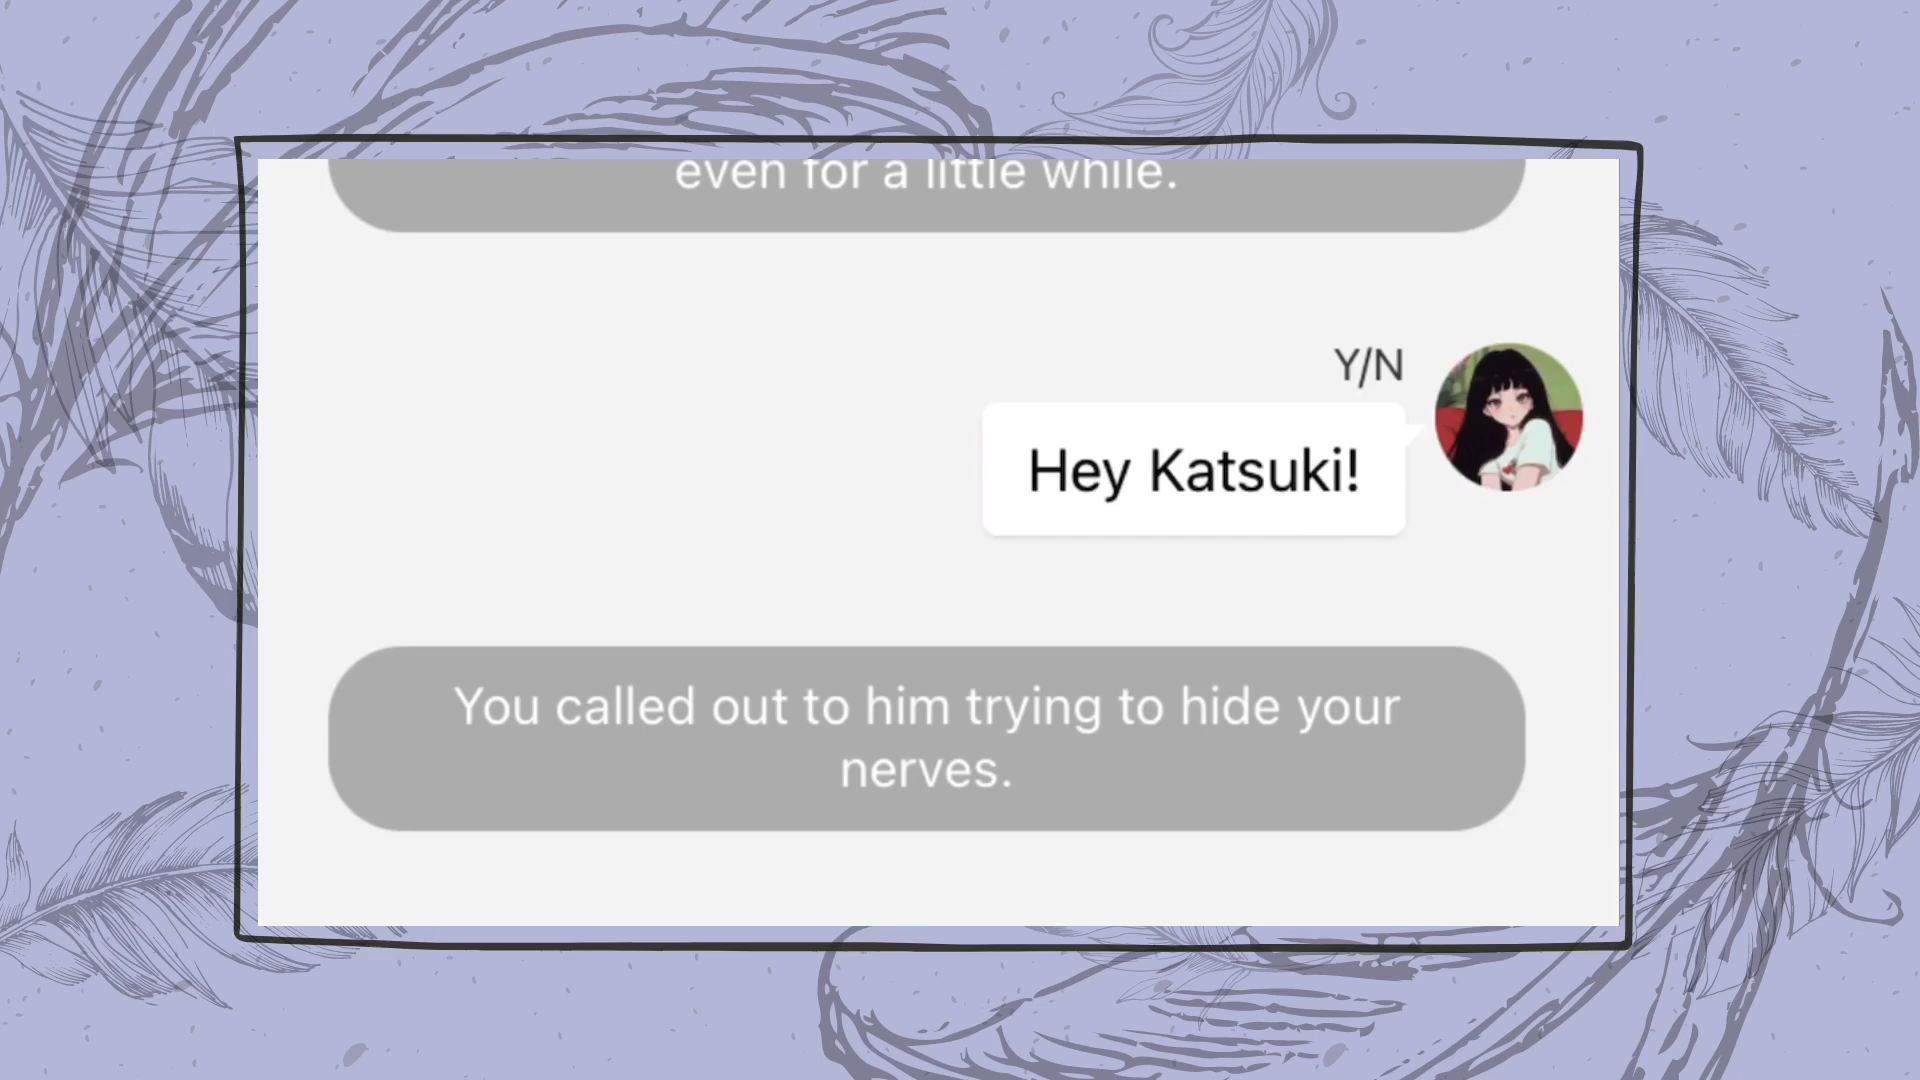 even for a little while.
Y/N
Hey Katsuki!
You called out to him trying to hide your
nerves.